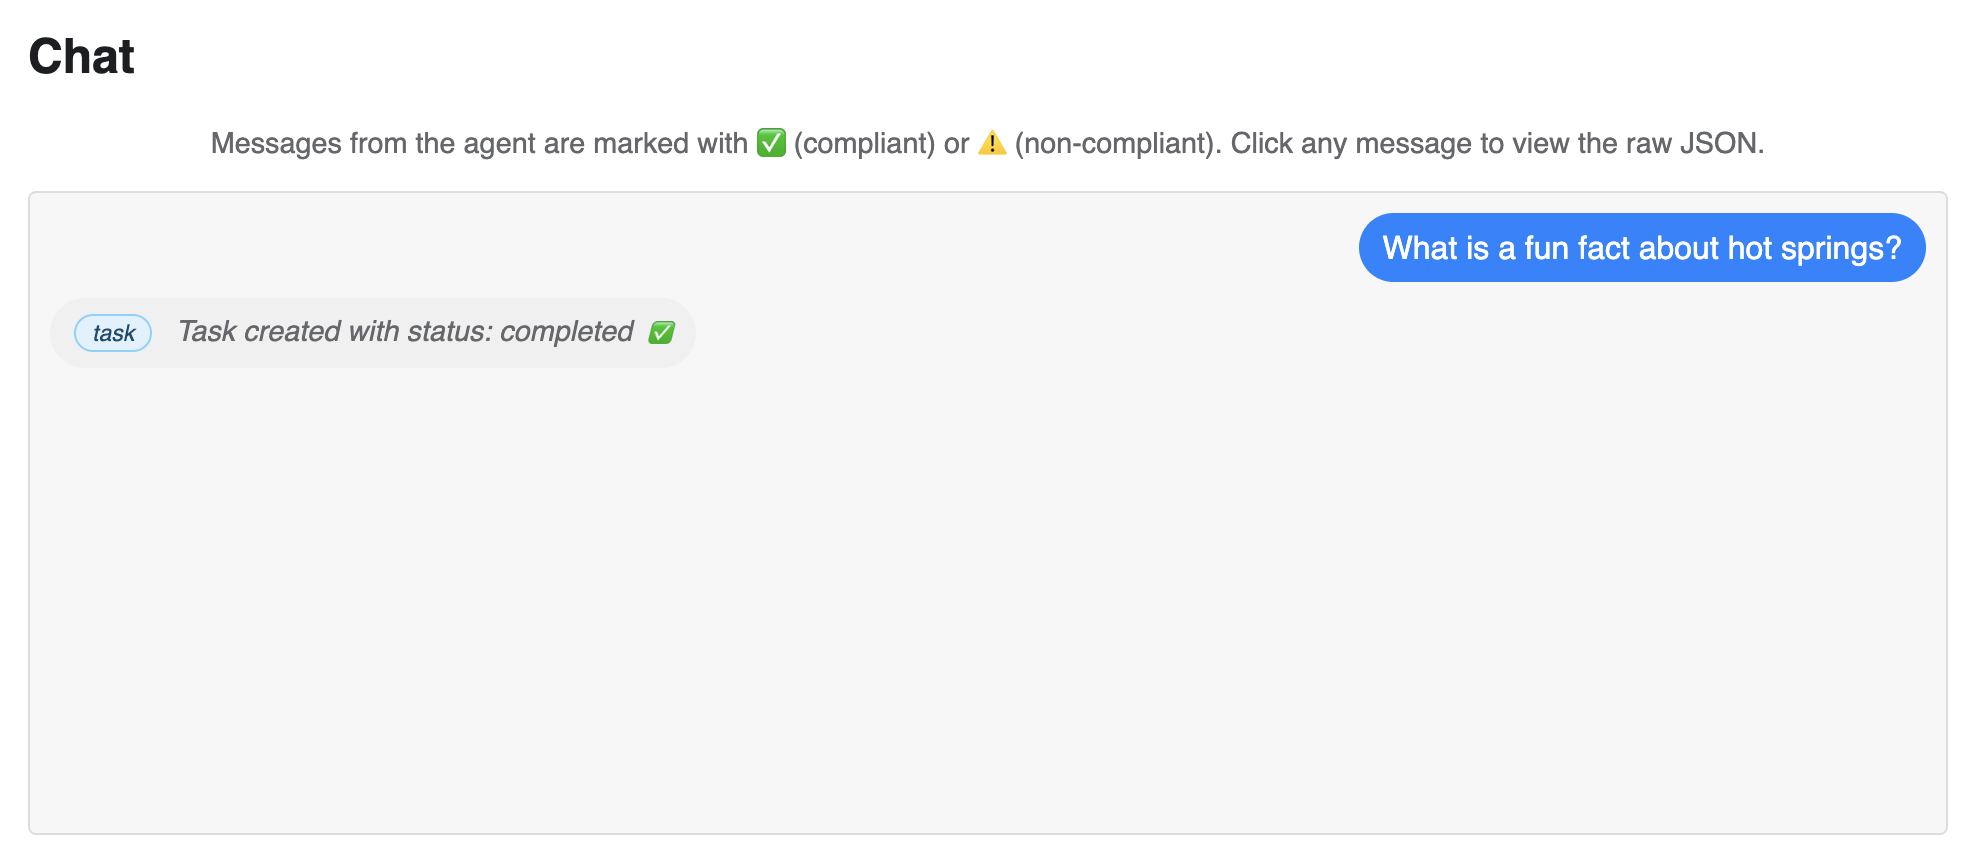 Chat
Messages from the agent are marked with ✅ (compliant) or ⚠️ (non-compliant). Click any message to view the raw JSON.
What is a fun fact about hot springs?
task Task created with status: completed ✅